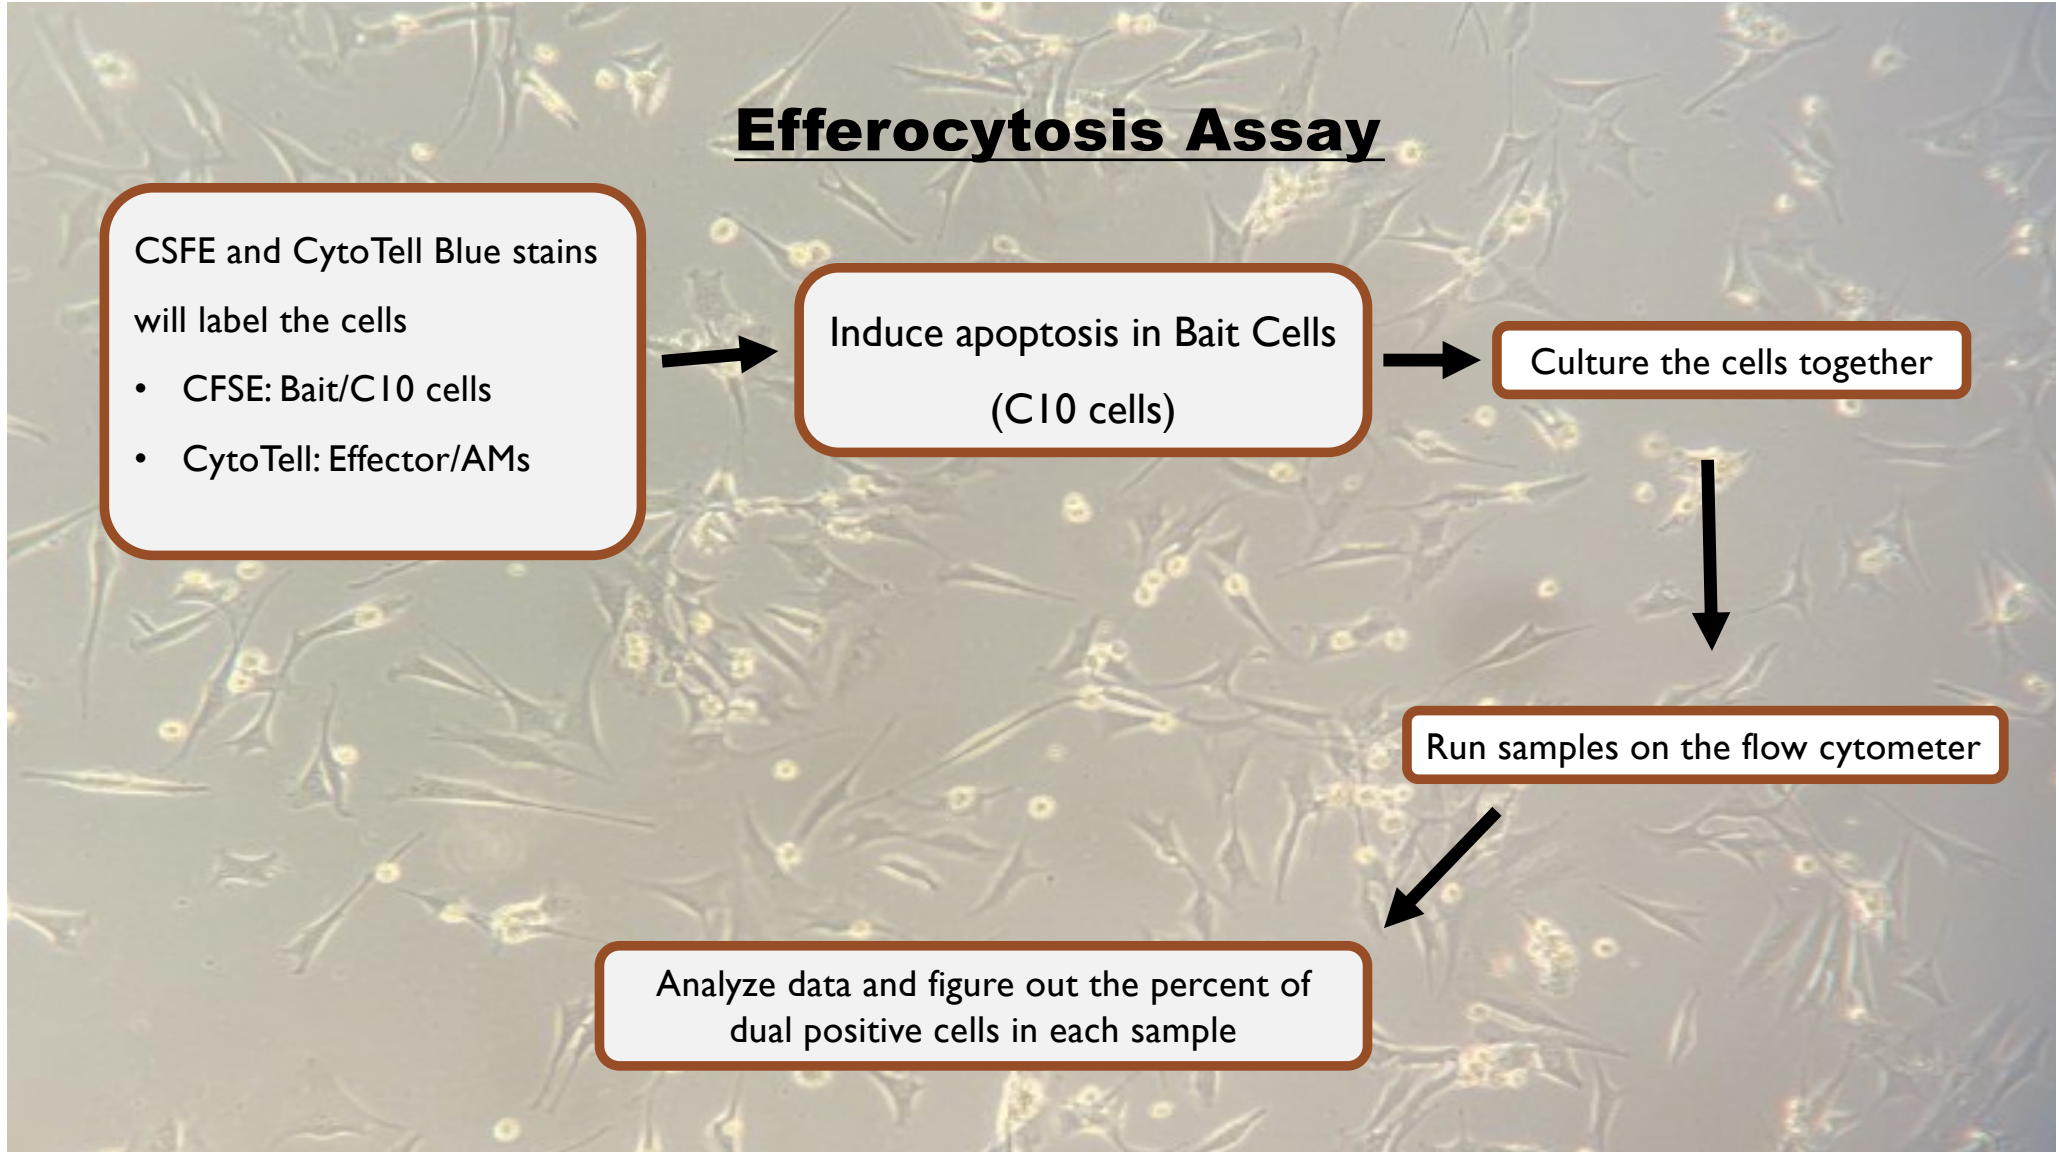 Efferocytosis Assay
CSFE and CytoTell Blue stains
will label the cells
• CFSE: Bait/C10 cells
• CytoTell: Effector/AMs
Induce apoptosis in Bait Cells
(C10 cells)
Culture the cells together
Run samples on the flow cytometer
Analyze data and figure out the percent of
dual positive cells in each sample